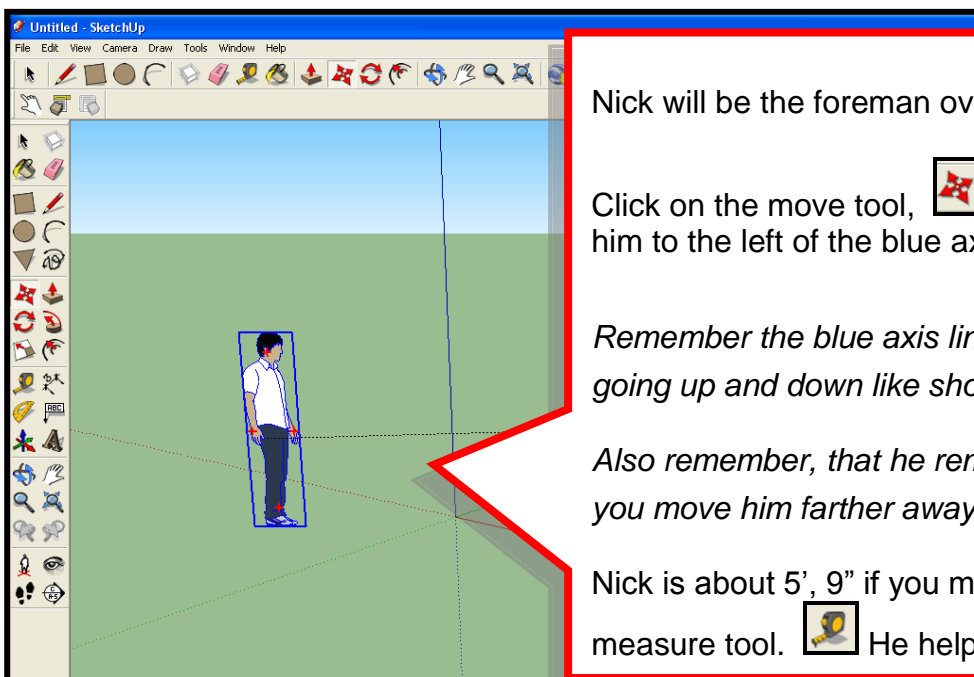 Untitled - SketchUp
File Edit View Camera Draw Tools Window Help
Nick will be the foreman ov
Click on the move tool,
him to the left of the blue ax
Remember the blue axis lin
going up and down like sho
Also remember, that he rem
you move him farther away
Nick is about 5’, 9” if you m
measure tool. He help
ABC